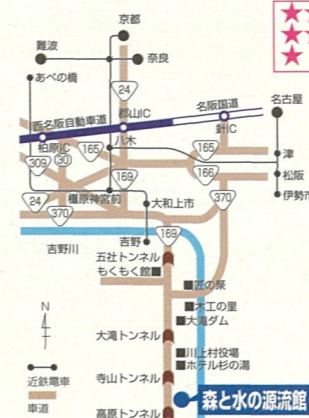 京都
難波
奈良
あべの橋
24
名古屋
西名阪自動車道
郡山IC
名阪国道
柏原IC
八木
針IC
309
30
165
165
津
169
166
松阪
24
橿原神宮前
370
伊勢市
370
大和上市
吉野川
吉野
169
五社トンネル
もくもく館
匠の聚
木工の里
大滝トンネル
大滝ダム
N
川上村役場
ホテル杉の湯
近鉄電車
車道
寺山トンネル
森と水の源流館
高原トンネル